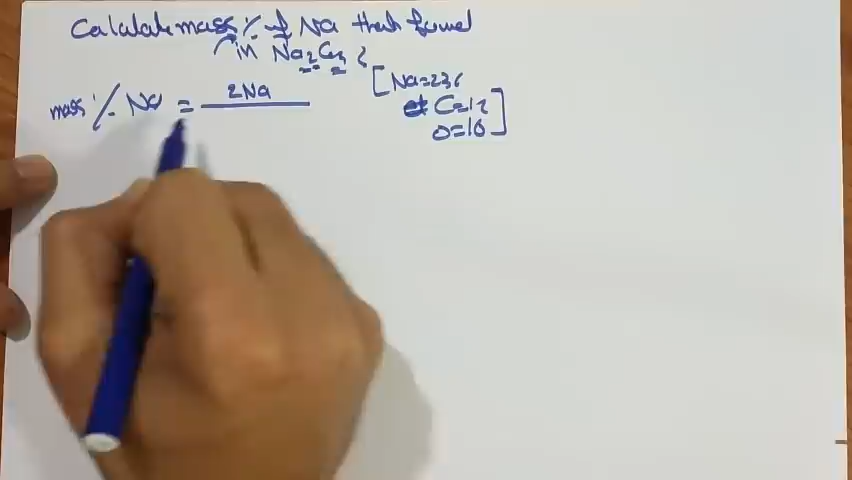 Calculate mass % of Na that found
in Na2CO3 ?
[Na=23,
C=12
O=16]
mass % Na = 2Na